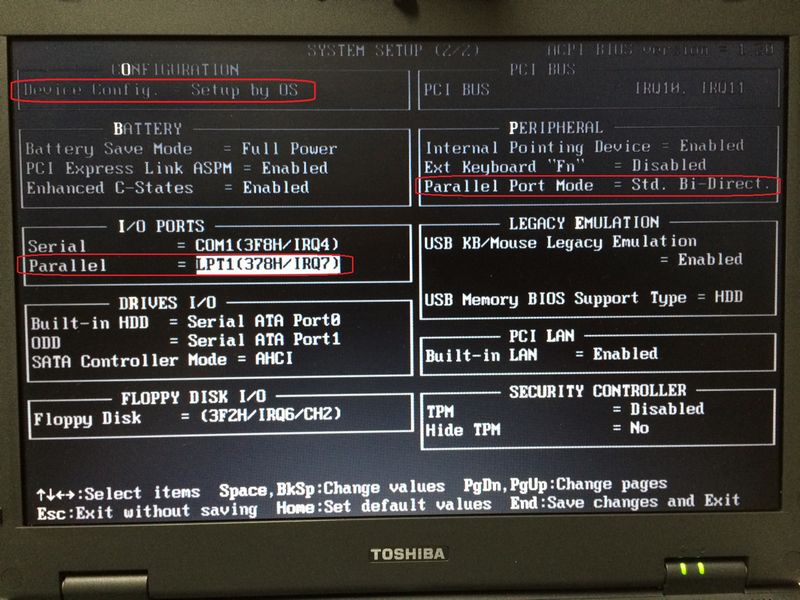 SYSTEM SETUP (2/2) ACPI BIOS version = 1.20
CONFIGURATION
Device Config. = Setup by OS
BATTERY
Battery Save Mode = Full Power
PCI Express Link ASPM = Enabled
Enhanced C-States = Enabled
I/O PORTS
Serial = COM1(3F8H/IRQ4)
Parallel = LPT1(378H/IRQ7)
DRIVES I/O
Built-in HDD = Serial ATA Port0
ODD = Serial ATA Port1
SATA Controller Mode = AHCI
FLOPPY DISK I/O
Floppy Disk = (3F2H/IRQ6/CH2)
PCI BUS
PCI BUS IRQ10, IRQ11
PERIPHERAL
Internal Pointing Device = Enabled
Ext Keyboard "Fn" = Disabled
Parallel Port Mode = Std. Bi-Direct.
LEGACY EMULATION
USB KB/Mouse Legacy Emulation
= Enabled
USB Memory BIOS Support Type = HDD
PCI LAN
Built-in LAN = Enabled
SECURITY CONTROLLER
TPM = Disabled
Hide TPM = No
↑↓←→:Select items Space,BkSp:Change values PgDn,PgUp:Change pages
Esc:Exit without saving Home:Set default values End:Save changes and Exit
TOSHIBA